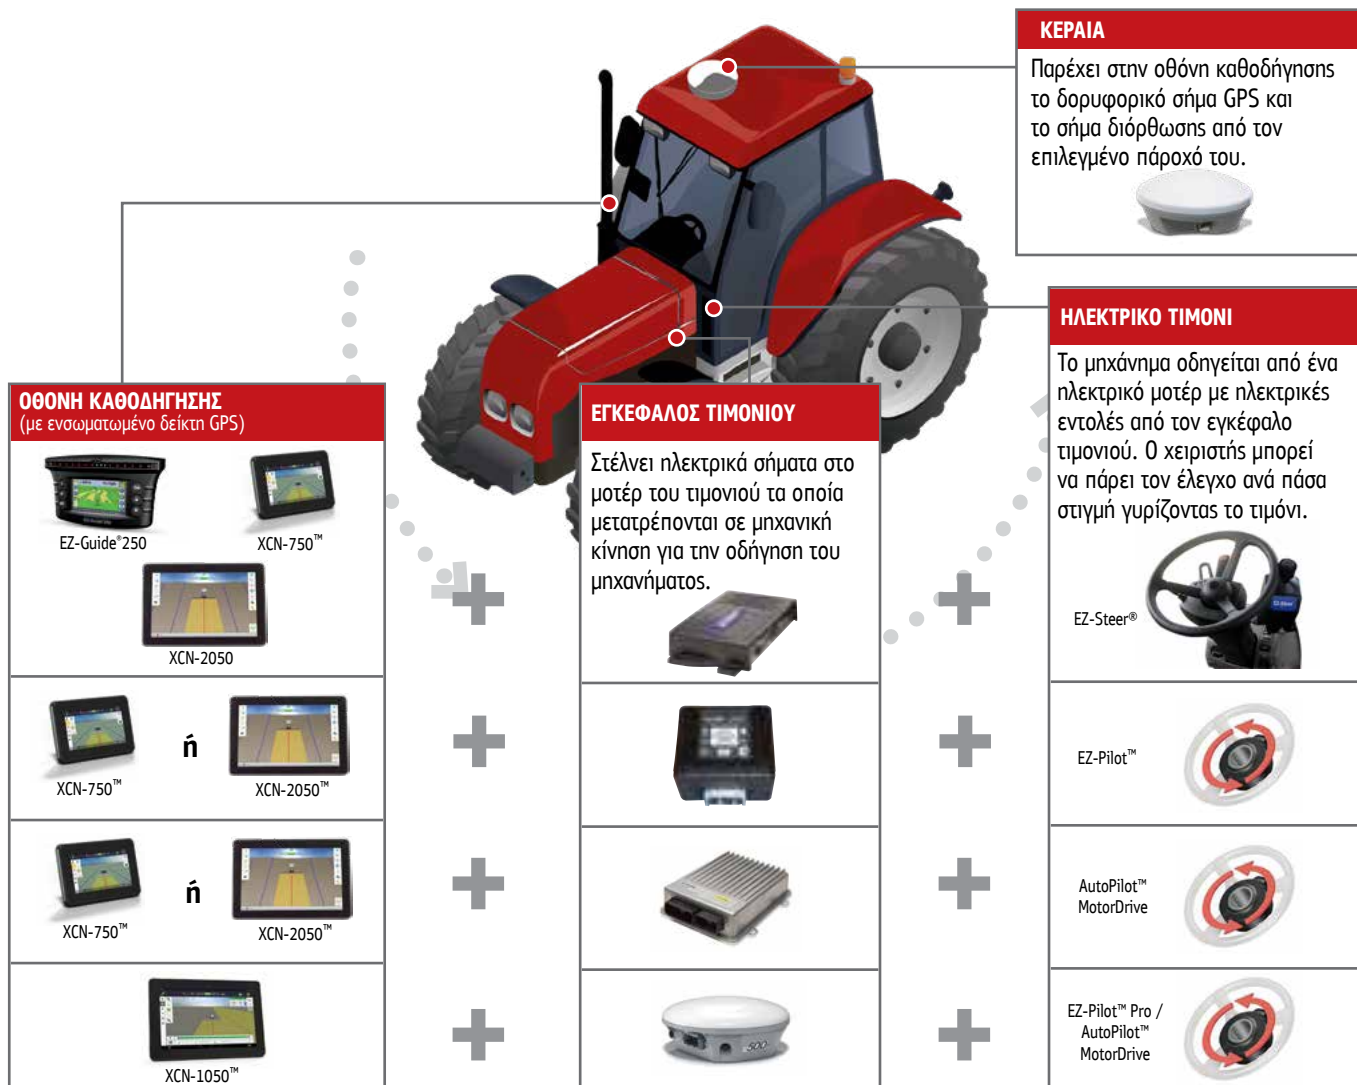 ΚΕΡΑΙΑ
Παρέχει στην οθόνη καθοδήγησης
το δορυφορικό σήμα GPS και
το σήμα διόρθωσης από τον
επιλεγμένο πάροχό του.
ΗΛΕΚΤΡΙΚΟ ΤΙΜΟΝΙ
Το μηχάνημα οδηγείται από ένα
ηλεκτρικό μοτέρ με ηλεκτρικές
εντολές από τον εγκέφαλο
τιμονιού. Ο χειριστής μπορεί
να πάρει τον έλεγχο ανά πάσα
στιγμή γυρίζοντας το τιμόνι.
EZ-Steer®
ΟΘΟΝΗ ΚΑΘΟΔΗΓΗΣΗΣ
(με ενσωματωμένο δείκτη GPS)
EZ-Guide®250
XCN-750™
XCN-2050
ΕΓΚΕΦΑΛΟΣ ΤΙΜΟΝΙΟΥ
Στέλνει ηλεκτρικά σήματα στο
μοτέρ του τιμονιού τα οποία
μετατρέπονται σε μηχανική
κίνηση για την οδήγηση του
μηχανήματος.
+
+
XCN-750™
ή
XCN-2050™
+
+
EZ-Pilot™
XCN-750™
ή
XCN-2050™
+
+
AutoPilot™
MotorDrive
XCN-1050™
+
500
+
EZ-Pilot™ Pro /
AutoPilot™
MotorDrive